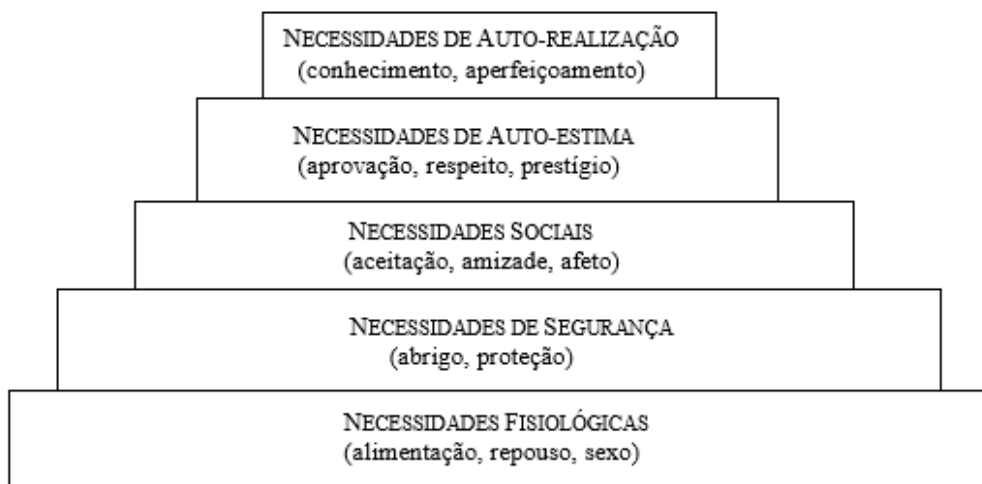 NECESSIDADES DE AUTO-REALIZAÇÃO
(conhecimento, aperfeiçoamento)
NECESSIDADES DE AUTO-ESTIMA
(aprovação, respeito, prestígio)
NECESSIDADES SOCIAIS
(aceitação, amizade, afeto)
NECESSIDADES DE SEGURANÇA
(abrigo, proteção)
NECESSIDADES FISIOLÓGICAS
(alimentação, repouso, sexo)